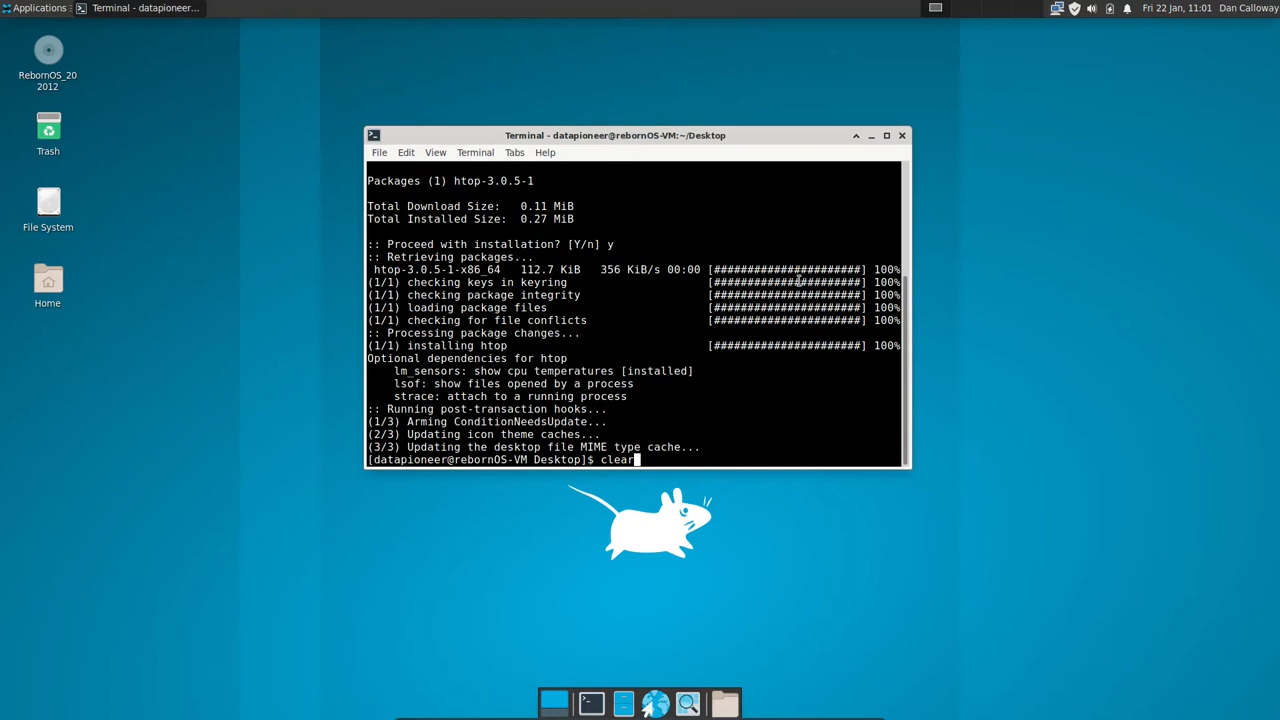 Applications
Terminal - datapioneer...
Fri 22 Jan, 11:01
Dan Calloway
RebornOS_20
2012
Trash
File System
Home
Terminal - datapioneer@rebornOS-VM:~/Desktop
File Edit View Terminal Tabs Help
Packages (1) htop-3.0.5-1
Total Download Size:   0.11 MiB
Total Installed Size:  0.27 MiB
:: Proceed with installation? [Y/n] y
:: Retrieving packages...
htop-3.0.5-1-x86_64   112.7 KiB   356 KiB/s 00:00 [######################] 100%
(1/1) checking keys in keyring [######################] 100%
(1/1) checking package integrity [######################] 100%
(1/1) loading package files [######################] 100%
(1/1) checking for file conflicts [######################] 100%
:: Processing package changes...
(1/1) installing htop [######################] 100%
Optional dependencies for htop
lm_sensors: show cpu temperatures [installed]
lsof: show files opened by a process
strace: attach to a running process
:: Running post-transaction hooks...
(1/3) Arming ConditionNeedsUpdate...
(2/3) Updating icon theme caches...
(3/3) Updating the desktop file MIME type cache...
[datapioneer@rebornOS-VM Desktop]$ clear